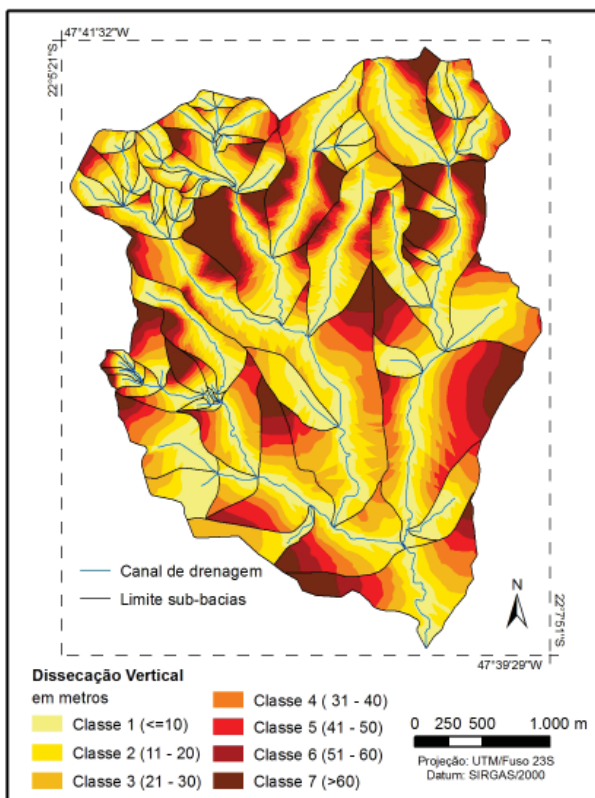 47°41'32"W
22°5'21"S
Canal de drenagem
Limite sub-bacias
N
22°7'51"S
47°39'29"W
Dissecação Vertical
em metros
Classe 1 (<=10)
Classe 2 (11 - 20)
Classe 3 (21 - 30)
Classe 4 ( 31 - 40)
Classe 5 (41 - 50)
Classe 6 (51 - 60)
Classe 7 (>60)
0 250 500 1.000 m
Projeção: UTM/Fuso 23S
Datum: SIRGAS/2000